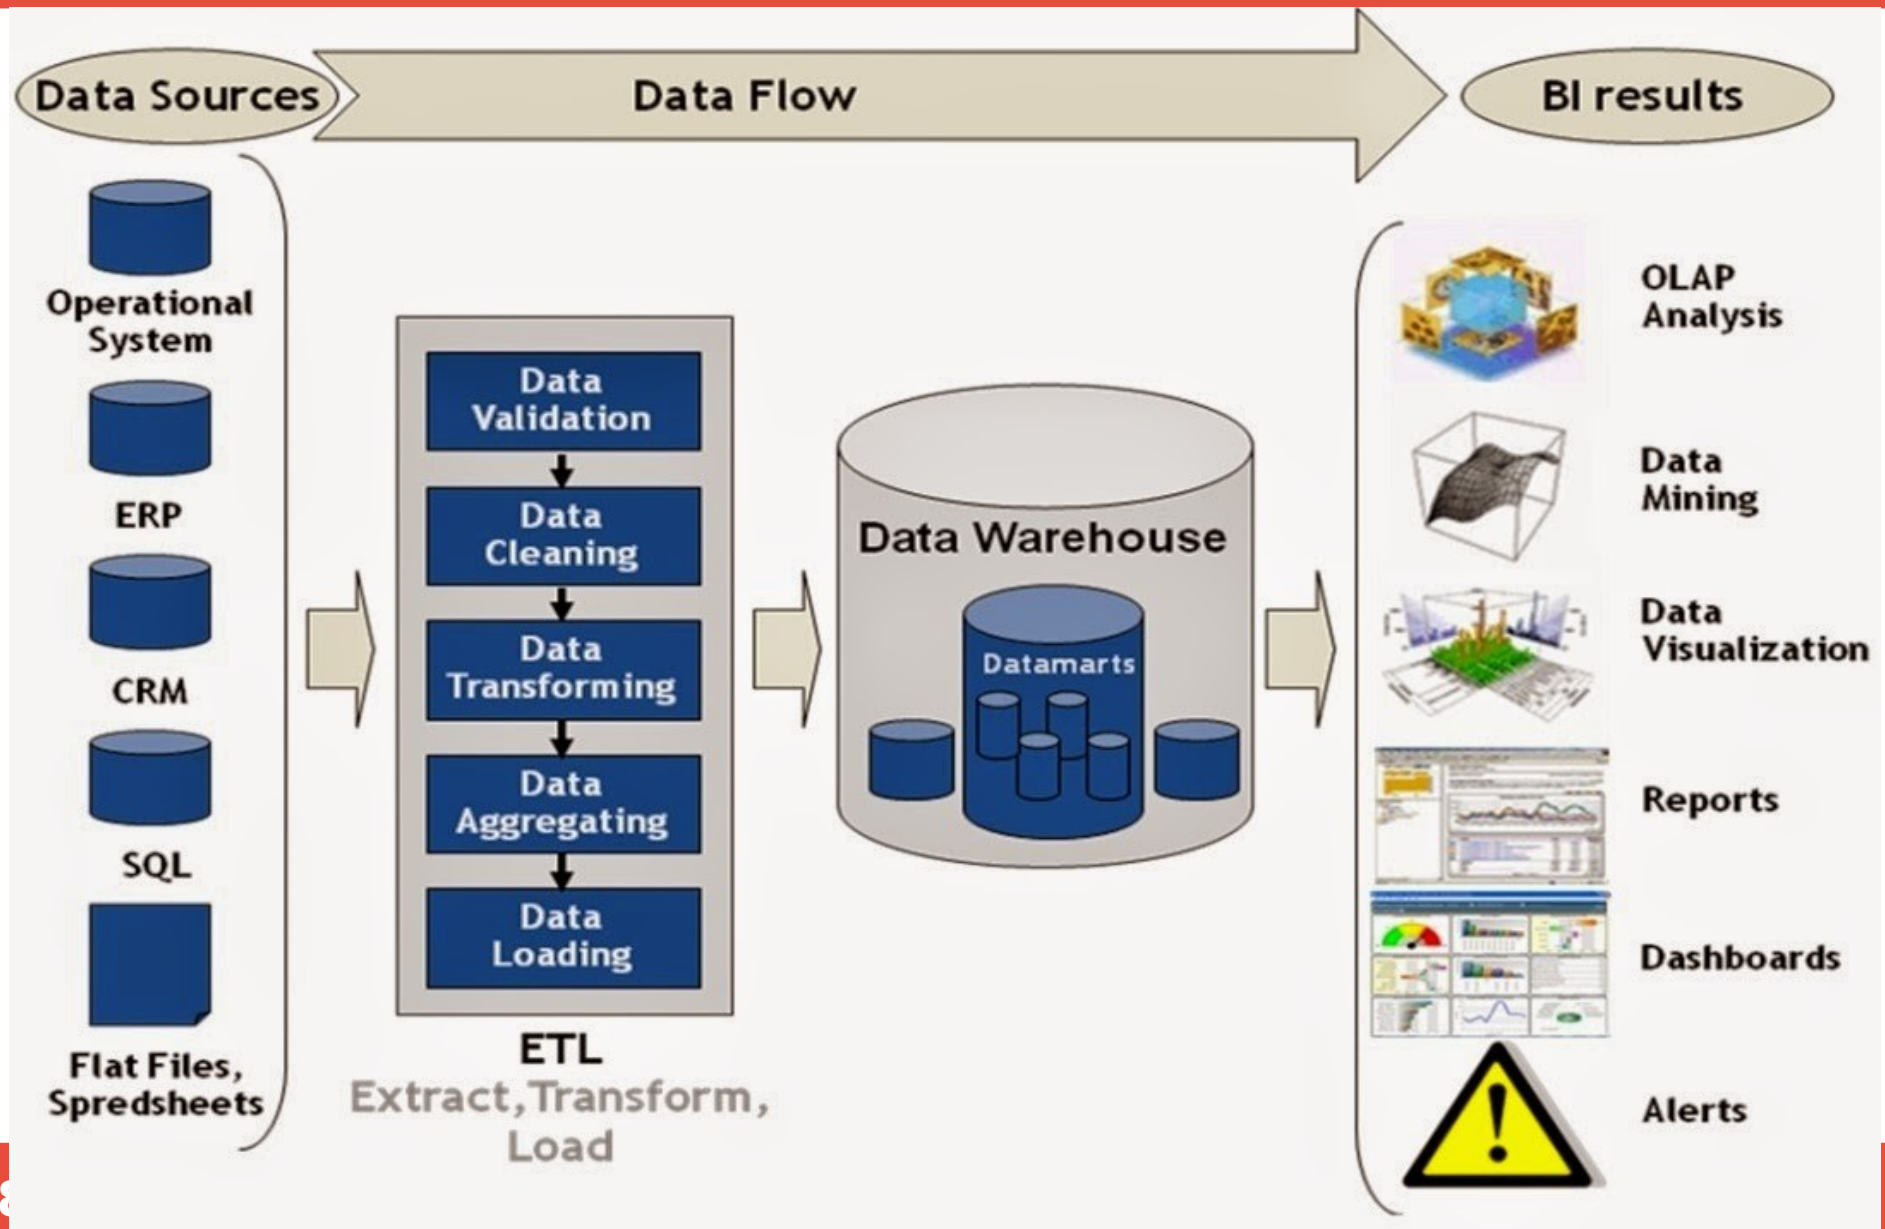 Data Sources
Data Flow
BI results
Operational
System
ERP
CRM
SQL
Flat Files,
Spredsheets
Data
Validation
Data
Cleaning
Data
Transforming
Data
Aggregating
Data
Loading
ETL
Extract, Transform,
Load
Data Warehouse
Datamarts
OLAP
Analysis
Data
Mining
Data
Visualization
Reports
Dashboards
Alerts